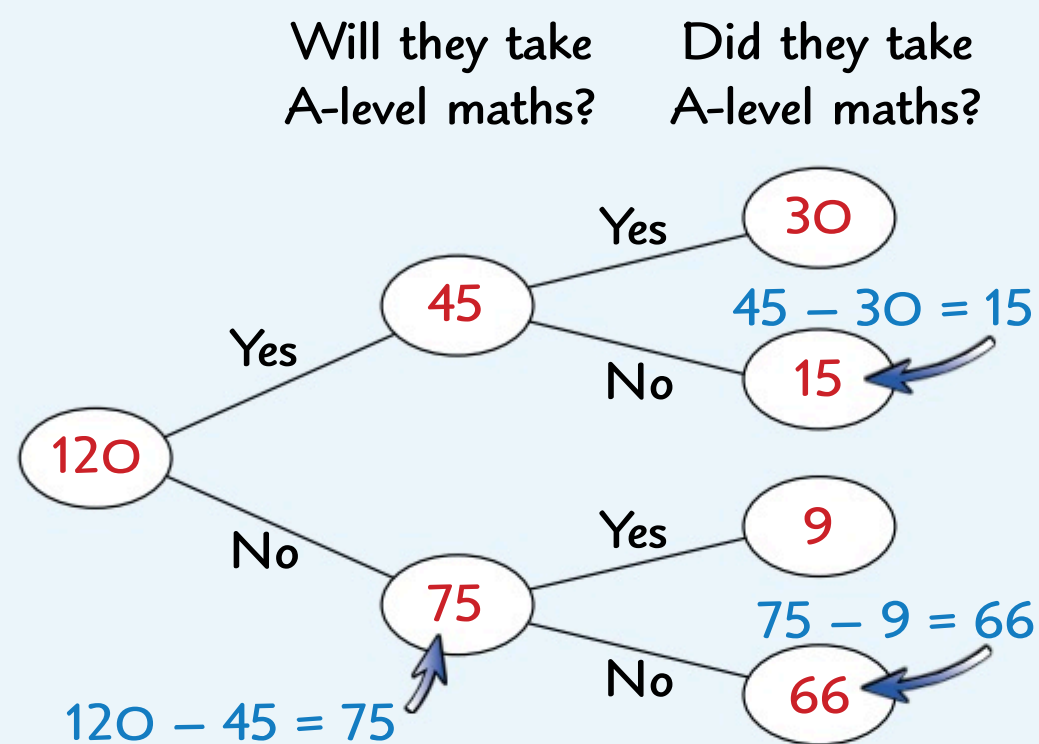 Will they take
A-level maths?
Did they take
A-level maths?
Yes
30
45
45 – 30 = 15
Yes
No
15
120
No
Yes
9
75
75 – 9 = 66
No
66
120 – 45 = 75